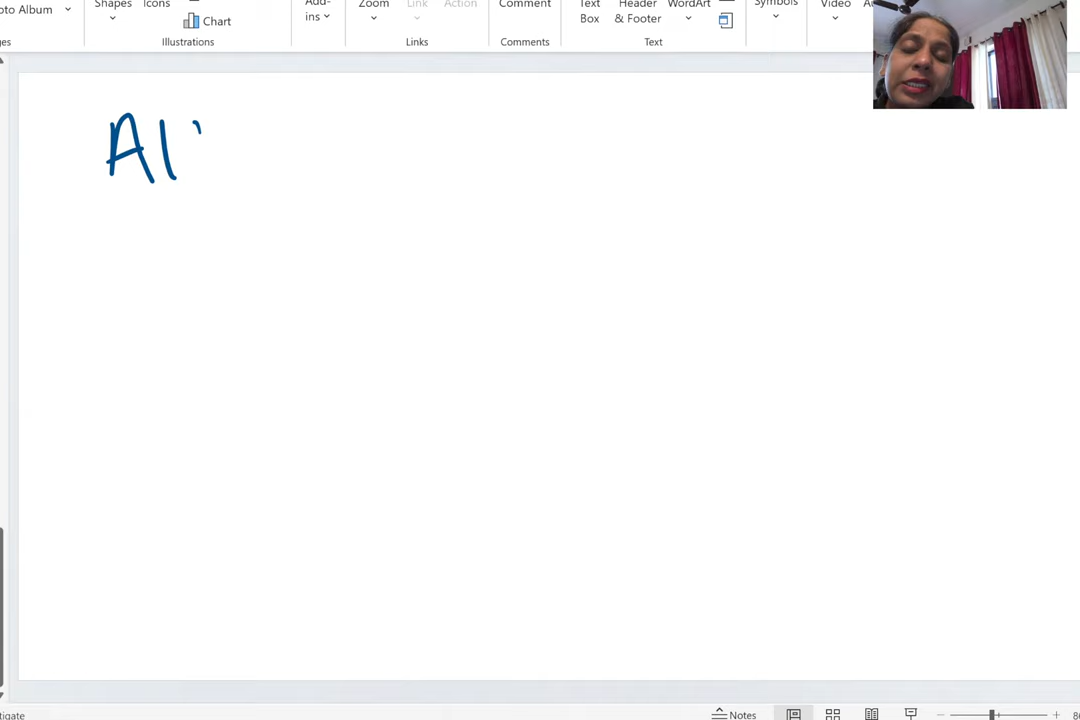 oto Album
Shapes
Icons
Chart
Add-
ins
Zoom
Link
Action
Comment
Text
Box
Header
& Footer
WordArt
Symbols
Video
ges
Illustrations
Links
Comments
Text
Al'
tigate
Notes